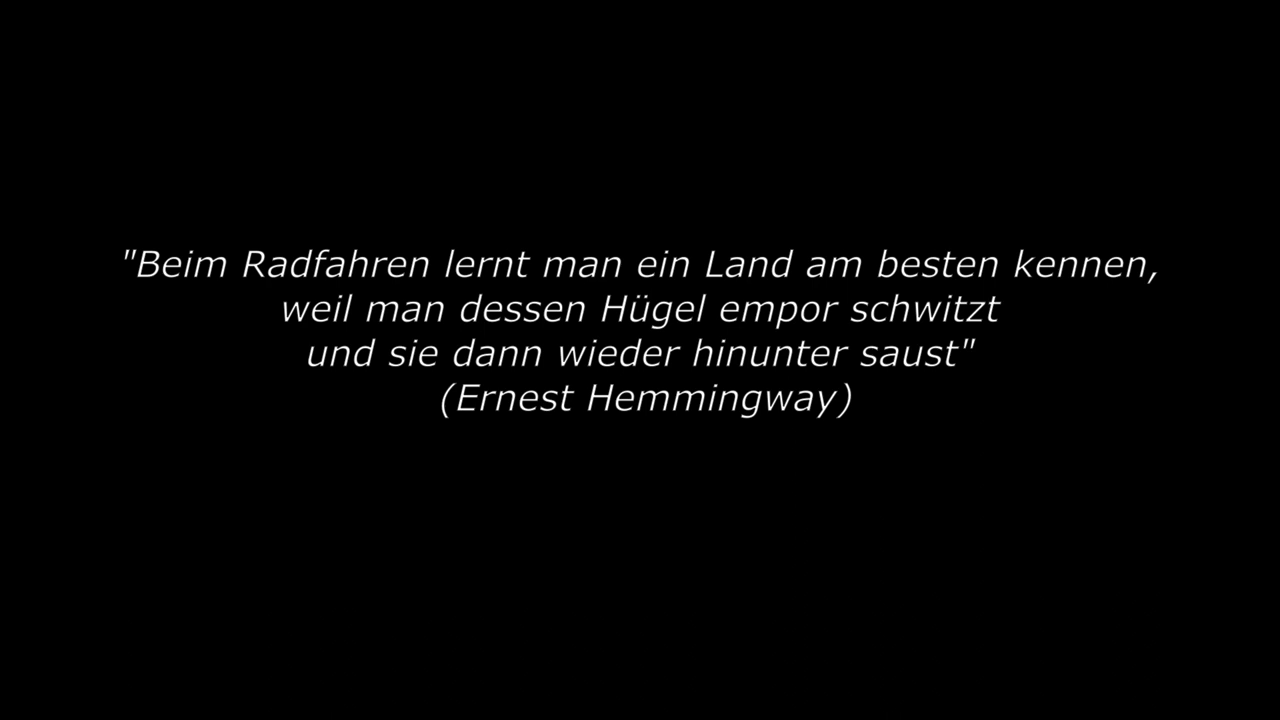 "Beim Radfahren lernt man ein Land am besten kennen,
weil man dessen Hügel empor schwitzt
und sie dann wieder hinunter saust"
(Ernest Hemmingway)